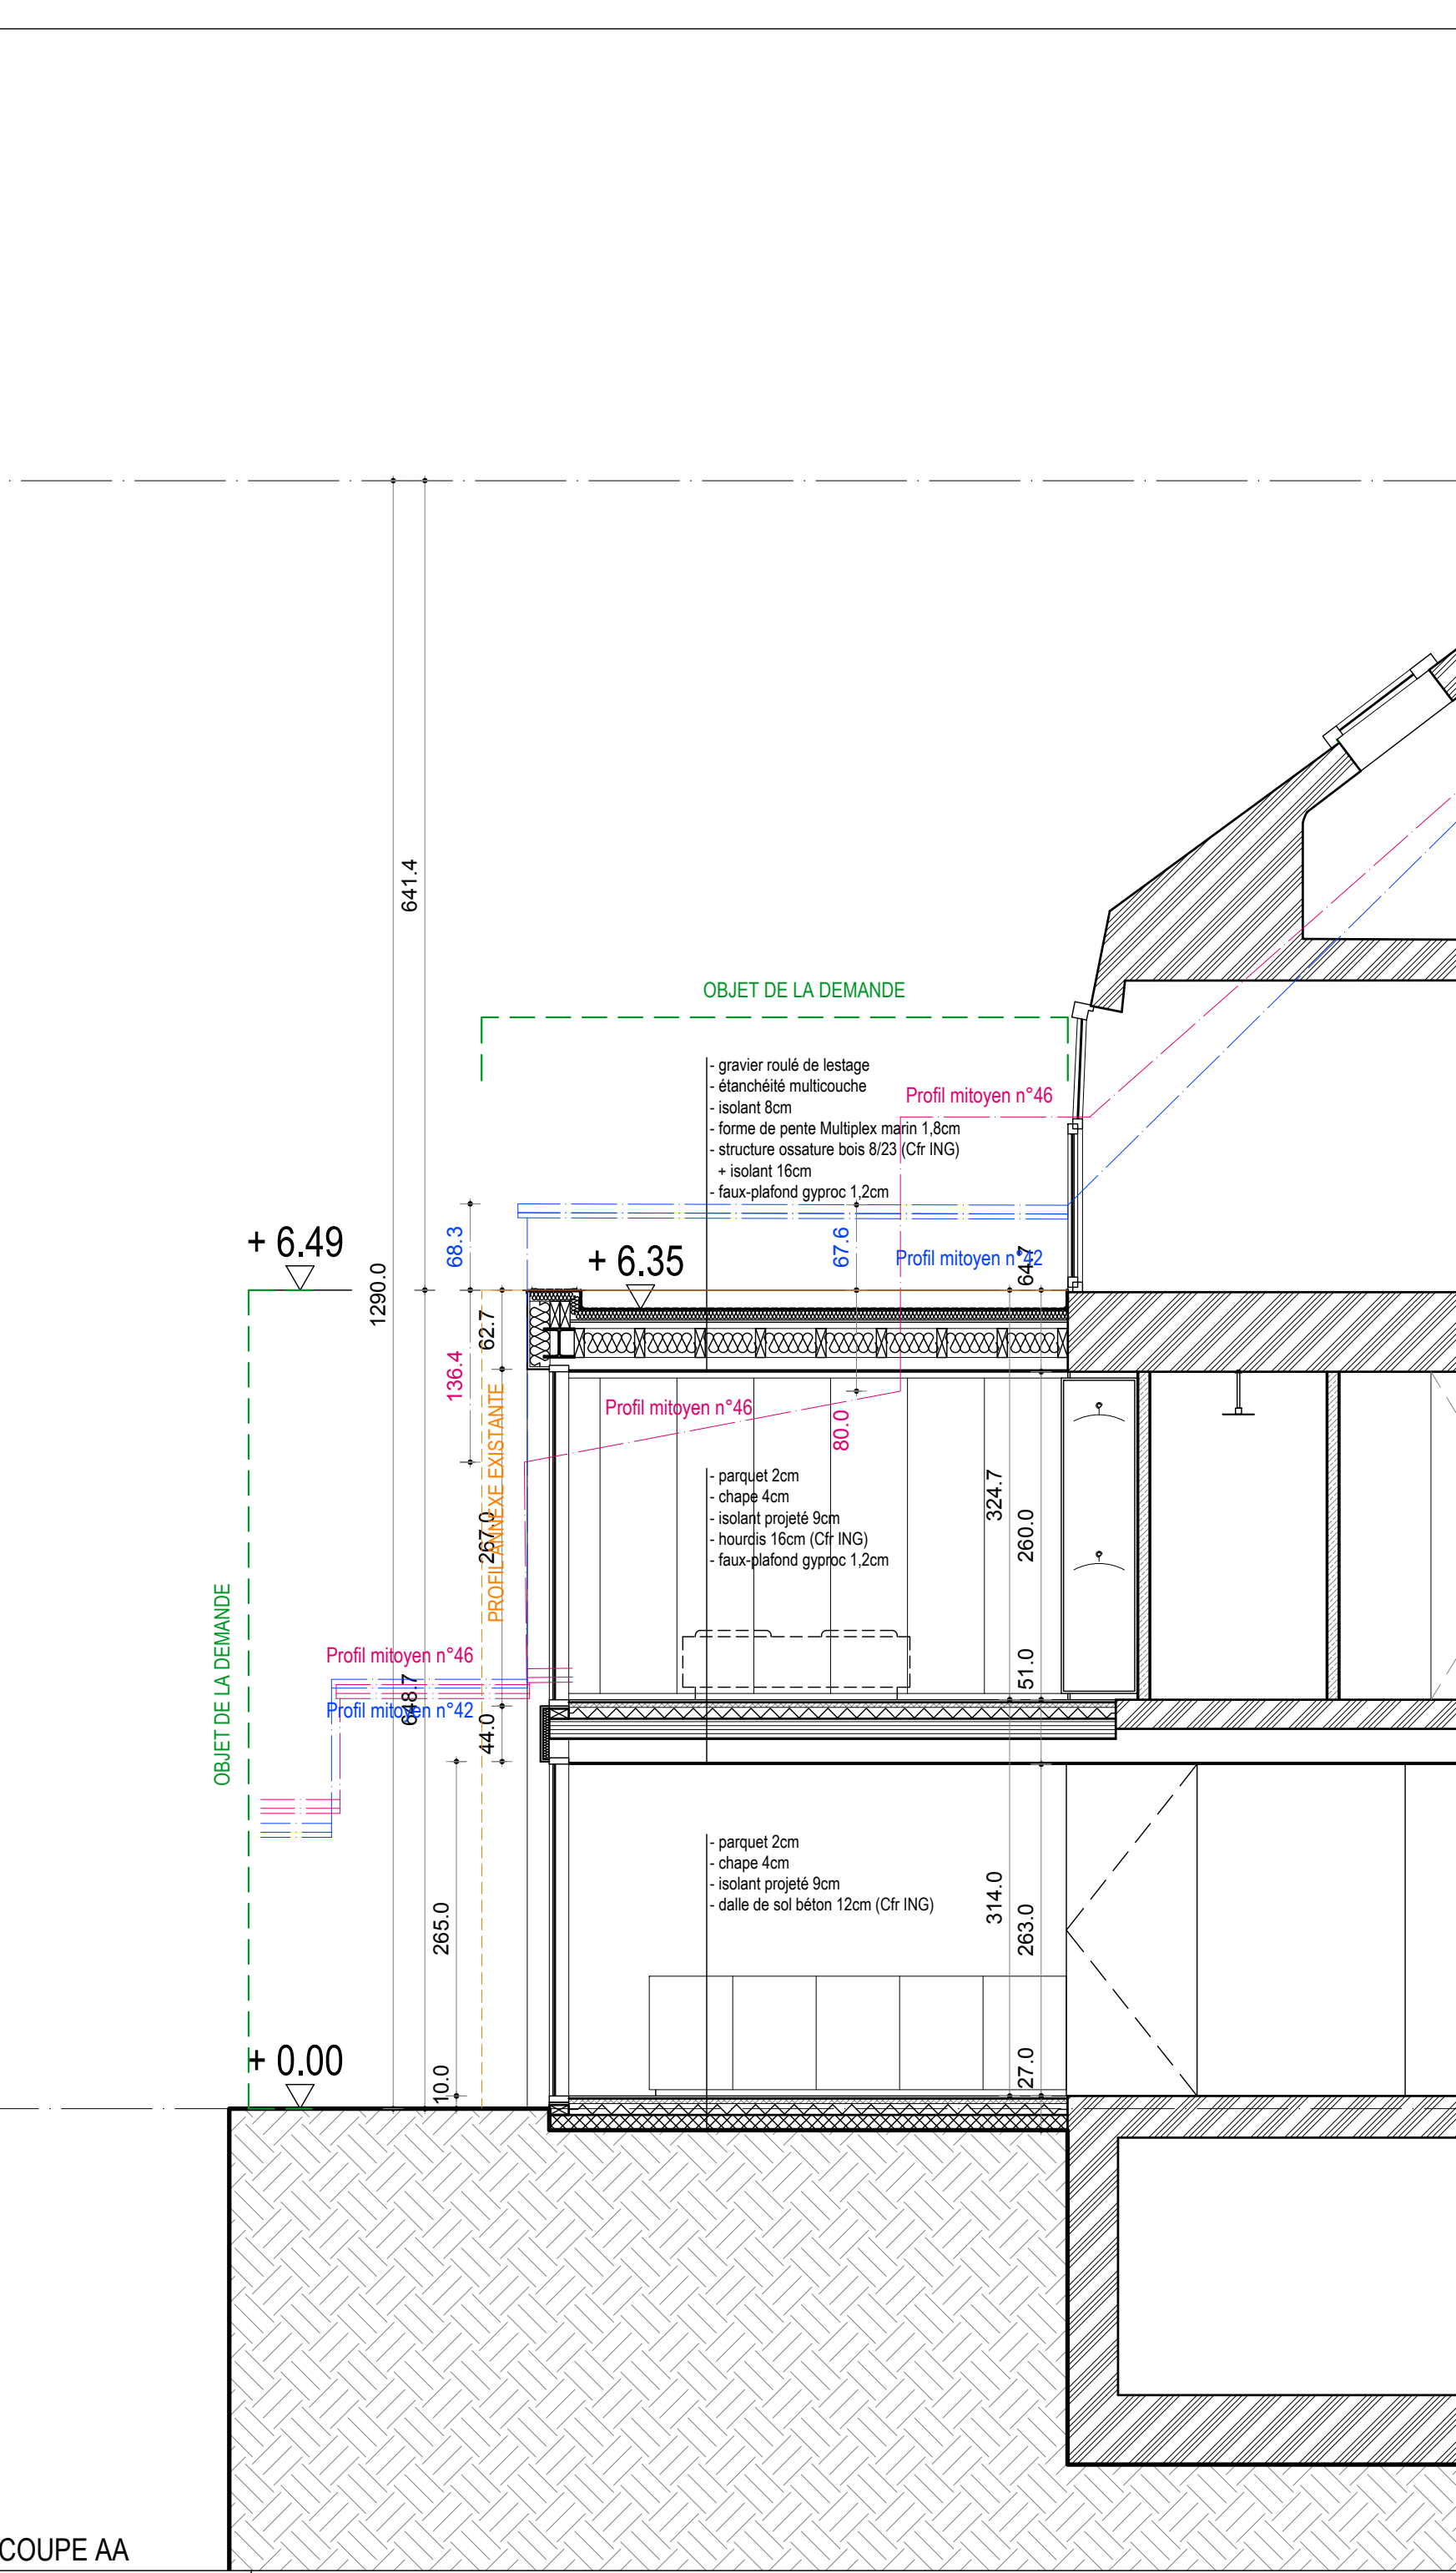 641.4
1290.0
OBJET DE LA DEMANDE
- gravier roulé de lestage
- étanchéité multicouche
- isolant 8cm
- forme de pente Multiplex marin 1,8cm
- structure ossature bois 8/23 (Cfr ING)
+ isolant 16cm
- faux-plafond gyproc 1,2cm
Profil mitoyen n°46
+ 6.49
68.3
+ 6.35
67.6
Profil mitoyen n°42
64.7
62.7
136.4
Profil mitoyen n°46
80.0
PROFIL ANNEXE EXISTANTE
267.0
- parquet 2cm
- chape 4cm
- isolant projeté 9cm
- hourdis 16cm (Cfr ING)
- faux-plafond gyproc 1,2cm
324.7
260.0
OBJET DE LA DEMANDE
Profil mitoyen n°46
648.7
Profil mitoyen n°42
44.0
51.0
- parquet 2cm
- chape 4cm
- isolant projeté 9cm
- dalle de sol béton 12cm (Cfr ING)
265.0
314.0
263.0
+ 0.00
10.0
27.0
COUPE AA